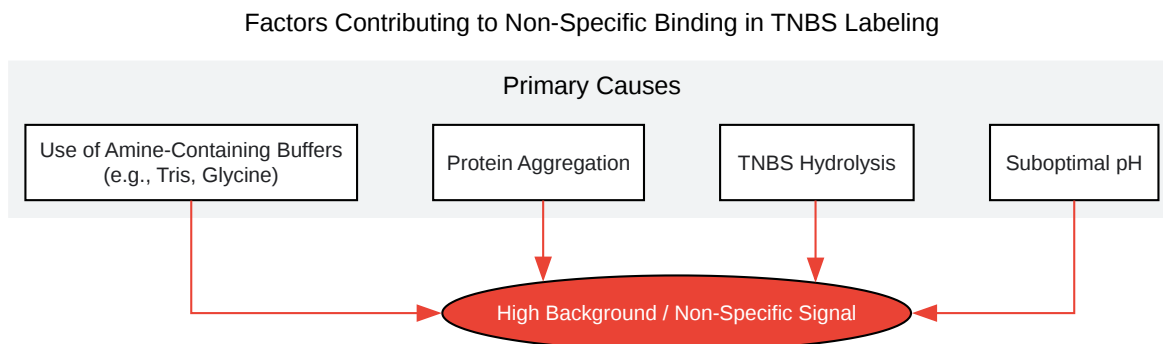 Factors Contributing to Non-Specific Binding in TNBS Labeling
Primary Causes
Use of Amine-Containing Buffers
(e.g., Tris, Glycine)
Protein Aggregation
TNBS Hydrolysis
Suboptimal pH
High Background / Non-Specific Signal